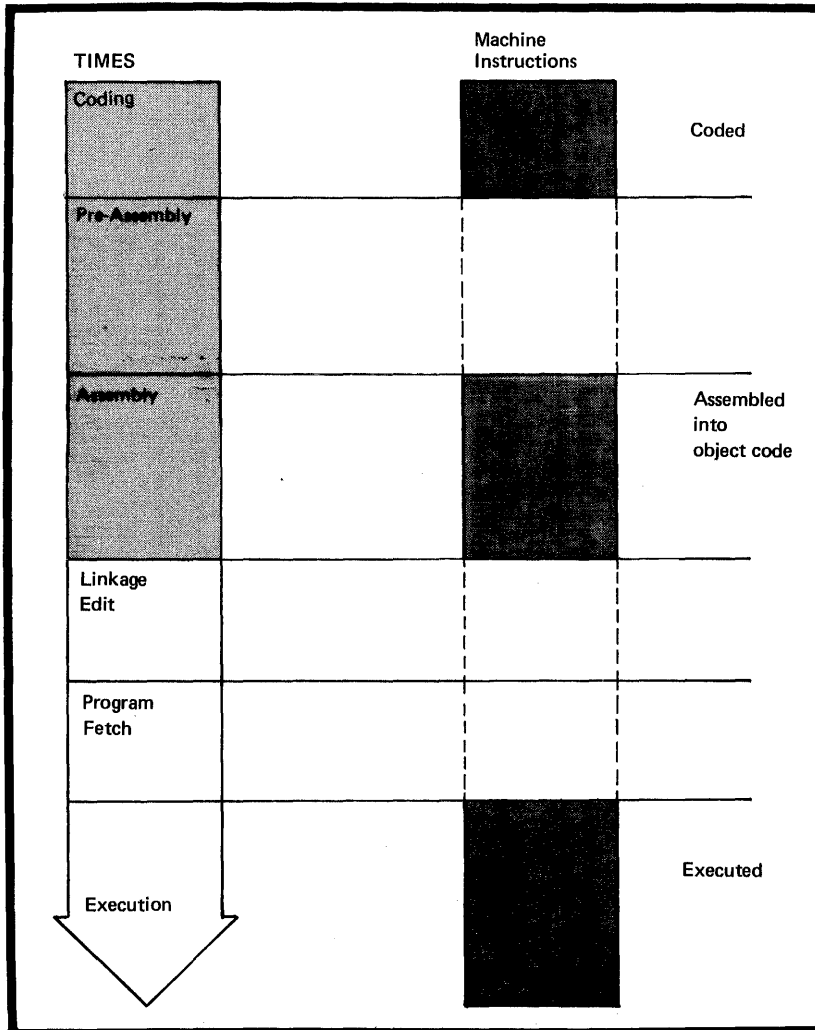 TIMES
Machine
Instructions
Coding
Coded
Pre-Assembly
Assembly
Assembled
into
object code
Linkage
Edit
Program
Fetch
Executed
Execution